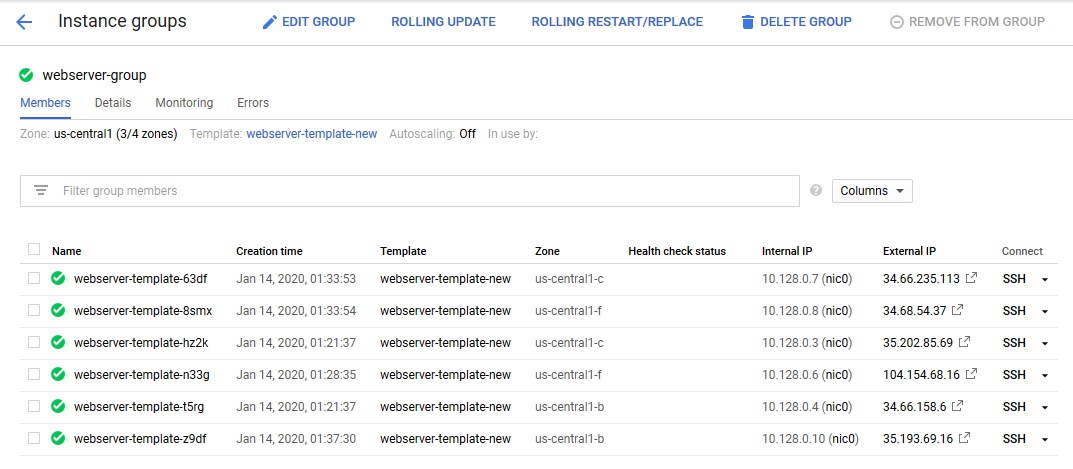 Instance groups EDIT GROUP ROLLING UPDATE ROLLING RESTART/REPLACE DELETE GROUP REMOVE FROM GROUP
webserver-group
Members Details Monitoring Errors
Zone: us-central1 (3/4 zones) Template: webserver-template-new Autoscaling: Off In use by:
Filter group members ? Columns
Name Creation time Template Zone Health check status Internal IP External IP Connect
webserver-template-63df Jan 14, 2020, 01:33:53 webserver-template-new us-central1-c 10.128.0.7 (nic0) 34.66.235.113 SSH
webserver-template-8smx Jan 14, 2020, 01:33:54 webserver-template-new us-central1-f 10.128.0.8 (nic0) 34.68.54.37 SSH
webserver-template-hz2k Jan 14, 2020, 01:21:37 webserver-template-new us-central1-c 10.128.0.3 (nic0) 35.202.85.69 SSH
webserver-template-n33g Jan 14, 2020, 01:28:35 webserver-template-new us-central1-f 10.128.0.6 (nic0) 104.154.68.16 SSH
webserver-template-t5rg Jan 14, 2020, 01:21:37 webserver-template-new us-central1-b 10.128.0.4 (nic0) 34.66.158.6 SSH
webserver-template-z9df Jan 14, 2020, 01:37:30 webserver-template-new us-central1-b 10.128.0.10 (nic0) 35.193.69.16 SSH